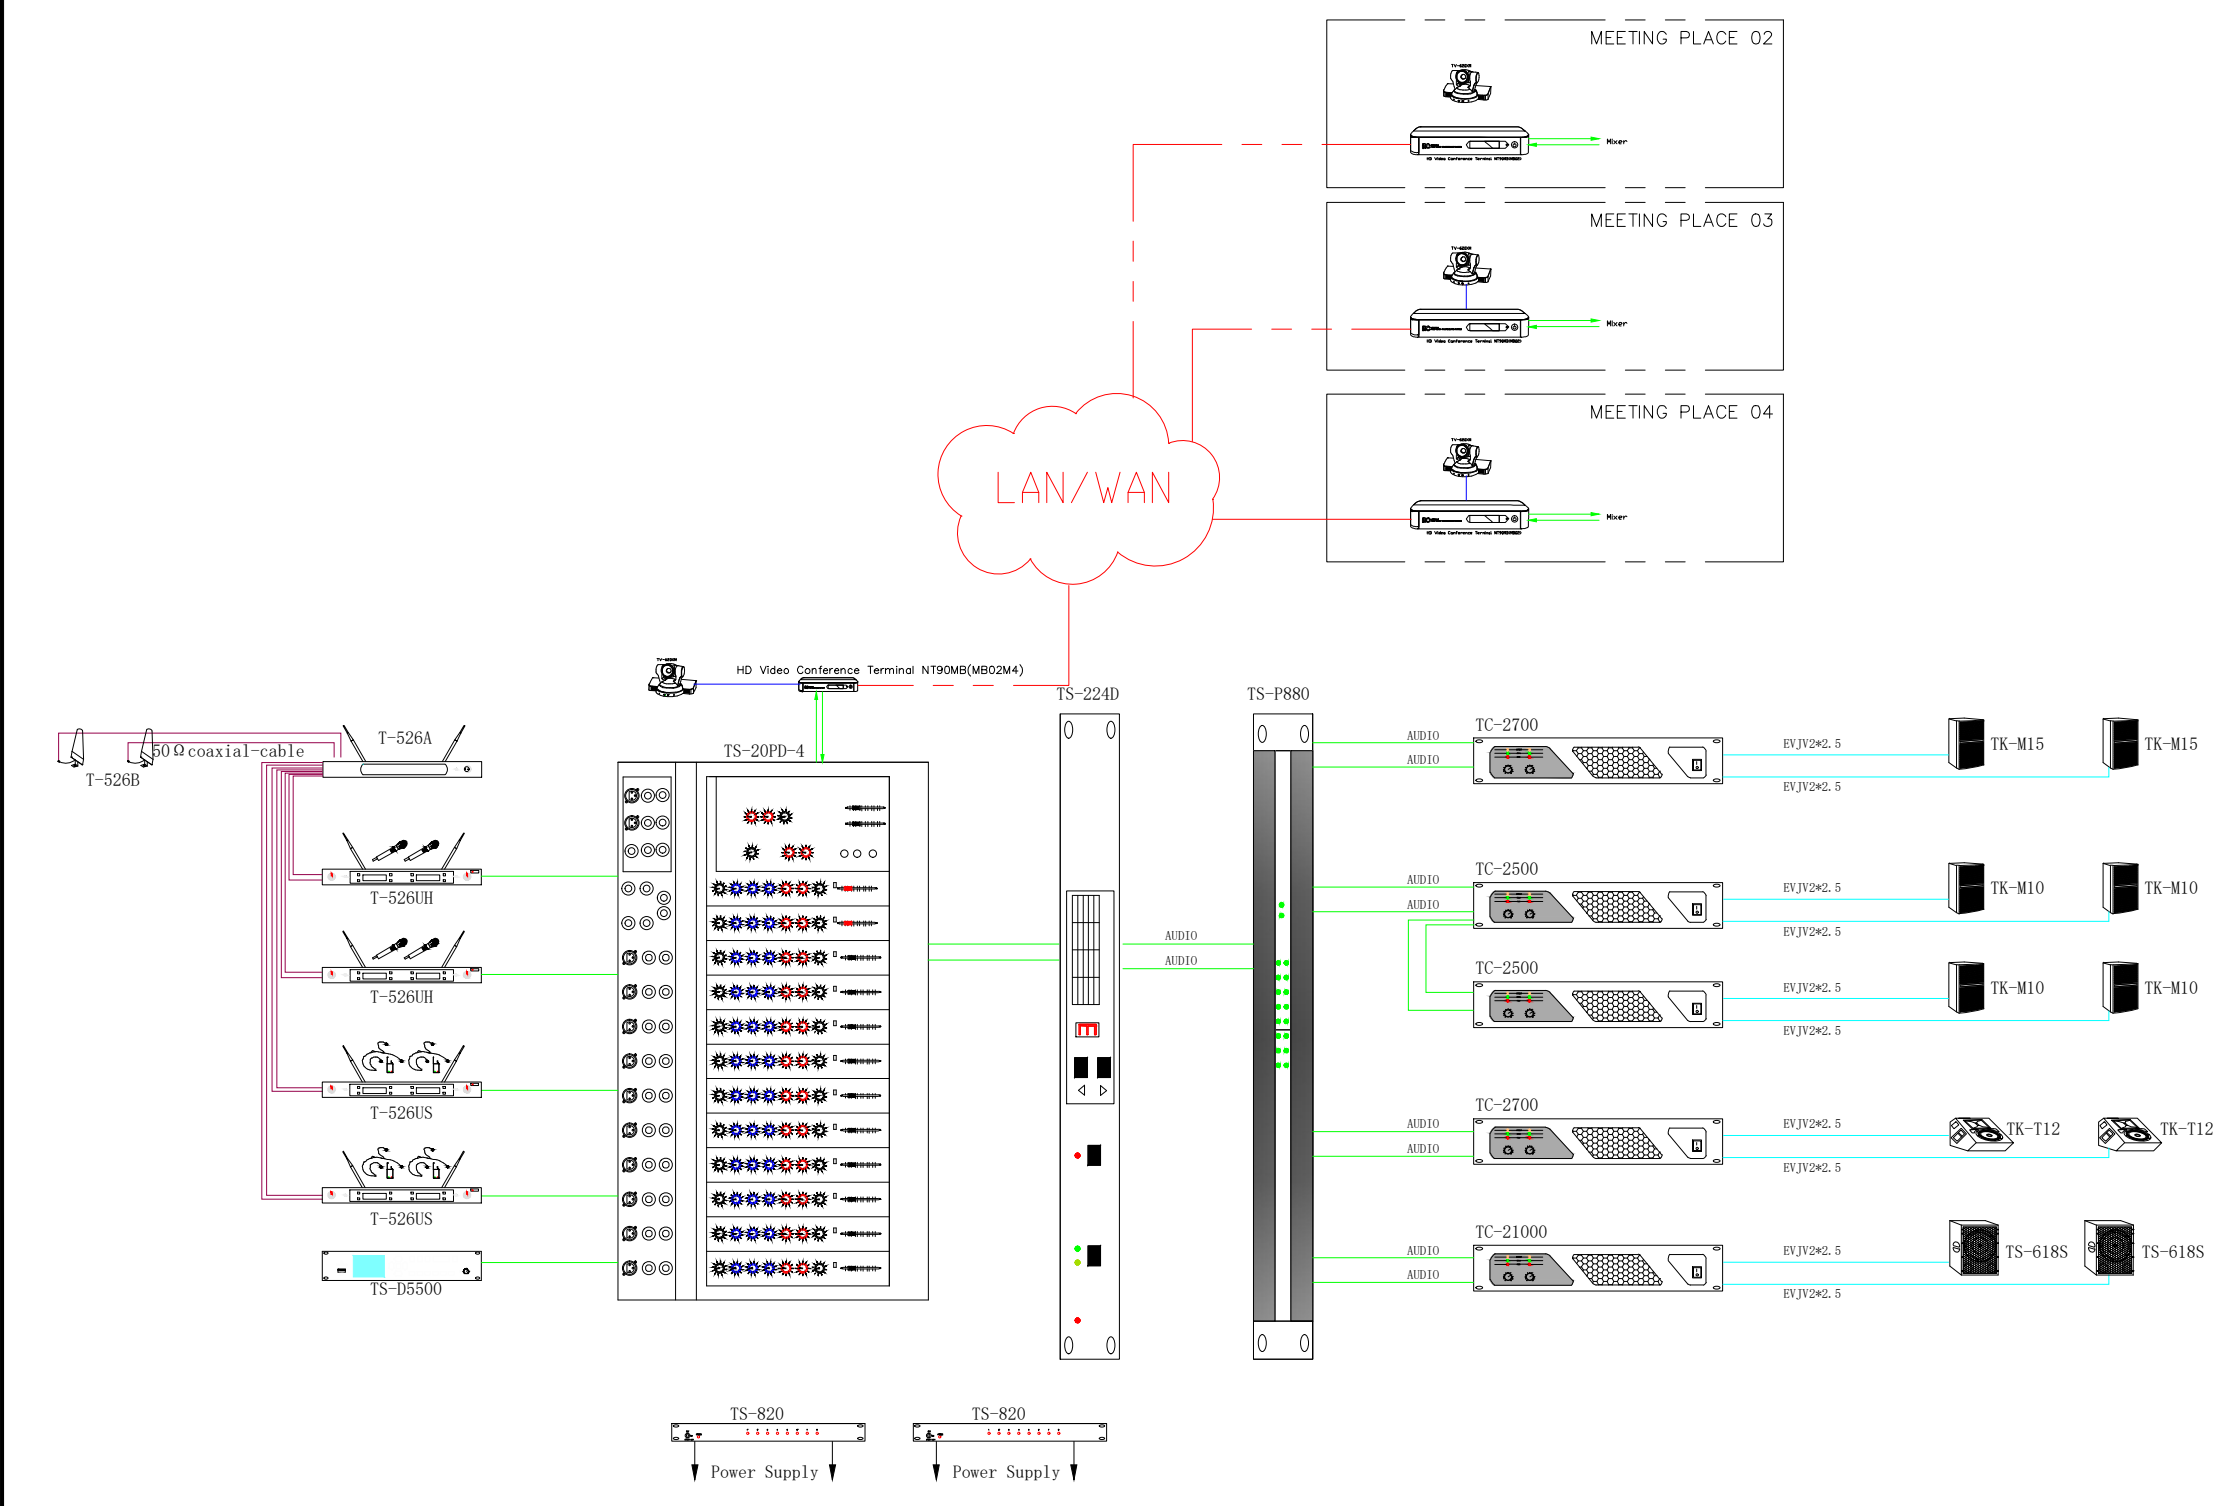 MEETING PLACE 02
Mixer
MEETING PLACE 03
Mixer
MEETING PLACE 04
Mixer
LAN/WAN
HD Video Conference Terminal NT90MB(MB02M4)
TS-224D
TS-P880
T-526A
50Ωcoaxial-cable
T-526B
T-526UH
T-526UH
T-526US
T-526US
TS-D5500
TS-20PD-4
AUDIO
AUDIO
AUDIO
AUDIO
TC-2700
EVJV2*2.5
EVJV2*2.5
TK-M15
TK-M15
AUDIO
AUDIO
TC-2500
EVJV2*2.5
EVJV2*2.5
TK-M10
TK-M10
TC-2500
EVJV2*2.5
EVJV2*2.5
TK-M10
TK-M10
AUDIO
AUDIO
TC-2700
EVJV2*2.5
EVJV2*2.5
TK-T12
TK-T12
AUDIO
AUDIO
TC-21000
EVJV2*2.5
EVJV2*2.5
TS-618S
TS-618S
TS-820
Power Supply
TS-820
Power Supply